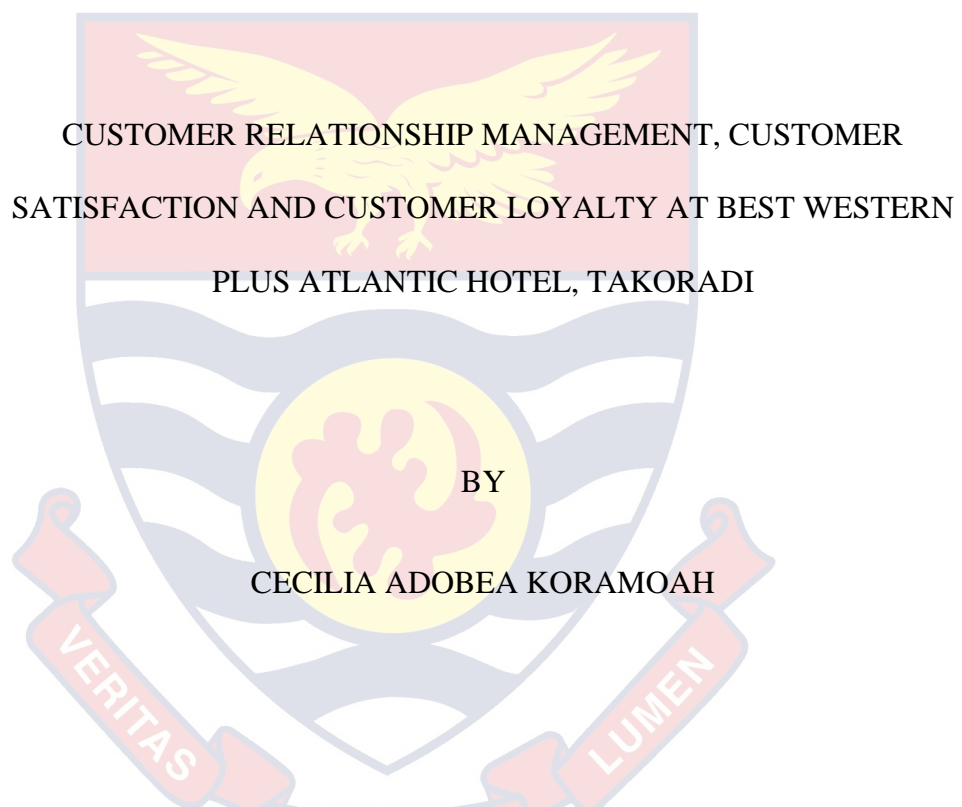 CUSTOMER RELATIONSHIP MANAGEMENT, CUSTOMER
SATISFACTION AND CUSTOMER LOYALTY AT BEST WESTERN
PLUS ATLANTIC HOTEL, TAKORADI
BY
CECILIA ADOBEA KORAMOAH
VERITAS
LUMEN